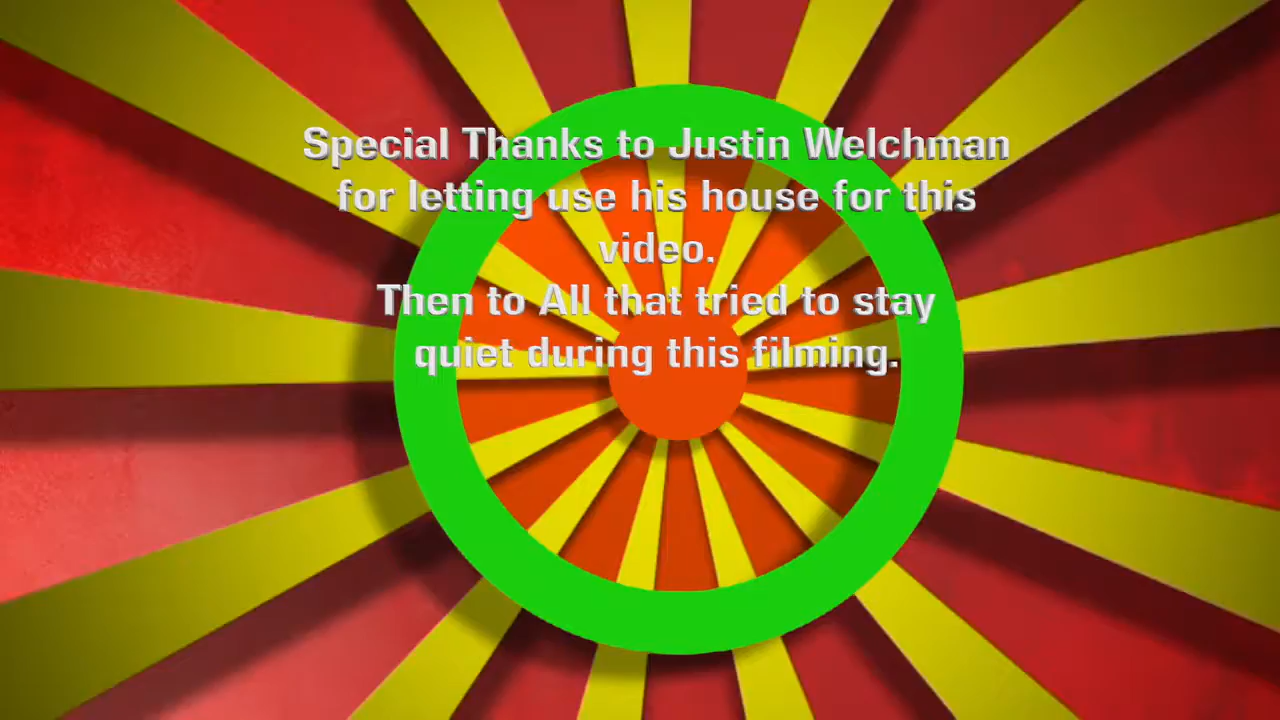 Special Thanks to Justin Welchman
for letting use his house for this
video.
Then to All that tried to stay
quiet during this filming.